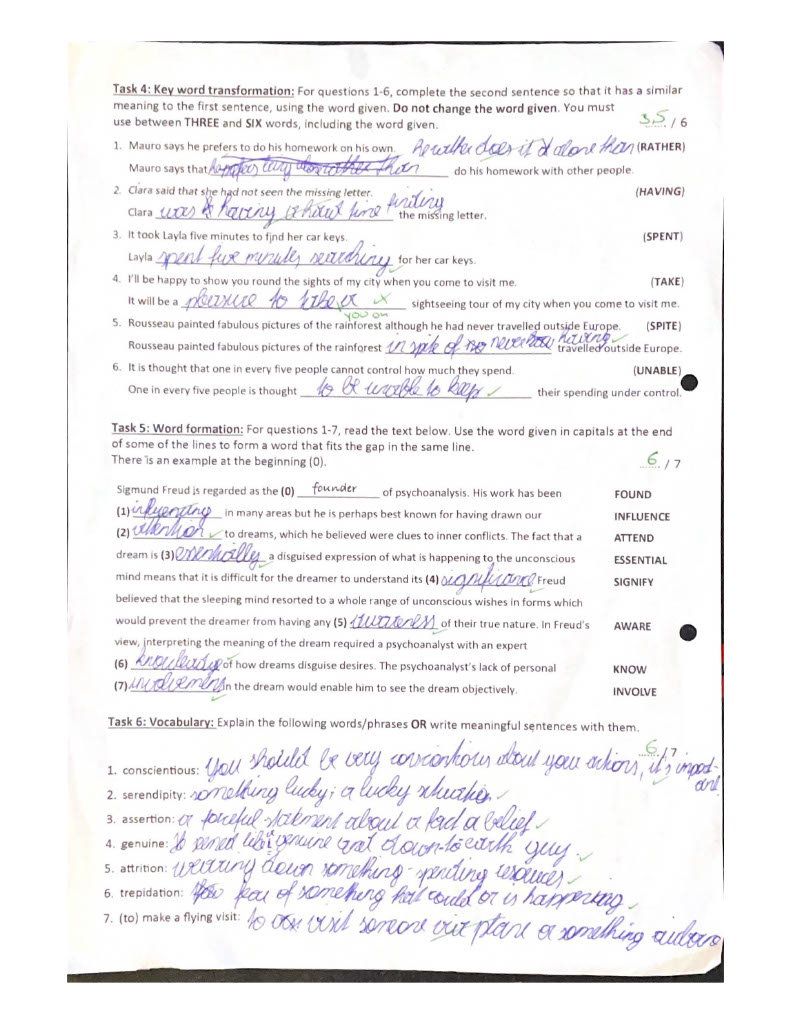 Task 4: Key word transformation: For questions 1-6, complete the second sentence so that it has a similar
meaning to the first sentence, using the word given. Do not change the word given. You must
use between THREE and SIX words, including the word given. 3,5 / 6
1. Mauro says he prefers to do his homework on his own. he rather does it alone than (RATHER)
Mauro says that do his homework with other people.
2. Clara said that she had not seen the missing letter. (HAVING)
Clara was having finding the missing letter.
3. It took Layla five minutes to find her car keys. (SPENT)
Layla spent five minutes searching for her car keys.
4. I'll be happy to show you round the sights of my city when you come to visit me. (TAKE)
It will be a pleasure to take a sightseeing tour of my city when you come to visit me.
you on
5. Rousseau painted fabulous pictures of the rainforest although he had never travelled outside Europe. (SPITE)
Rousseau painted fabulous pictures of the rainforest in spite of never having travelled outside Europe.
6. It is thought that one in every five people cannot control how much they spend. (UNABLE)
One in every five people is thought to be unable to keep their spending under control.
Task 5: Word formation: For questions 1-7, read the text below. Use the word given in capitals at the end
of some of the lines to form a word that fits the gap in the same line.
There is an example at the beginning (0). 6 / 7
Sigmund Freud is regarded as the (0) founder of psychoanalysis. His work has been FOUND
(1) influencing in many areas but he is perhaps best known for having drawn our INFLUENCE
(2) attention to dreams, which he believed were clues to inner conflicts. The fact that a ATTEND
dream is (3) essentially a disguised expression of what is happening to the unconscious ESSENTIAL
mind means that it is difficult for the dreamer to understand its (4) significance Freud SIGNIFY
believed that the sleeping mind resorted to a whole range of unconscious wishes in forms which
would prevent the dreamer from having any (5) awareness of their true nature. In Freud's AWARE
view, interpreting the meaning of the dream required a psychoanalyst with an expert
(6) knowledge of how dreams disguise desires. The psychoanalyst's lack of personal KNOW
(7) involvement in the dream would enable him to see the dream objectively. INVOLVE
Task 6: Vocabulary: Explain the following words/phrases OR write meaningful sentences with them.
6 / 7
1. conscientious: You should be very conscientious about your actions, it's important
2. serendipity: something lucky; a lucky situation
3. assertion: a forceful statement about a fact a belief
4. genuine: genuine and down-to-earth guy.
5. attrition: wearing down something - spending resources
6. trepidation: fear of something that could or is happening
7. (to) make a flying visit: to visit someone plane or something